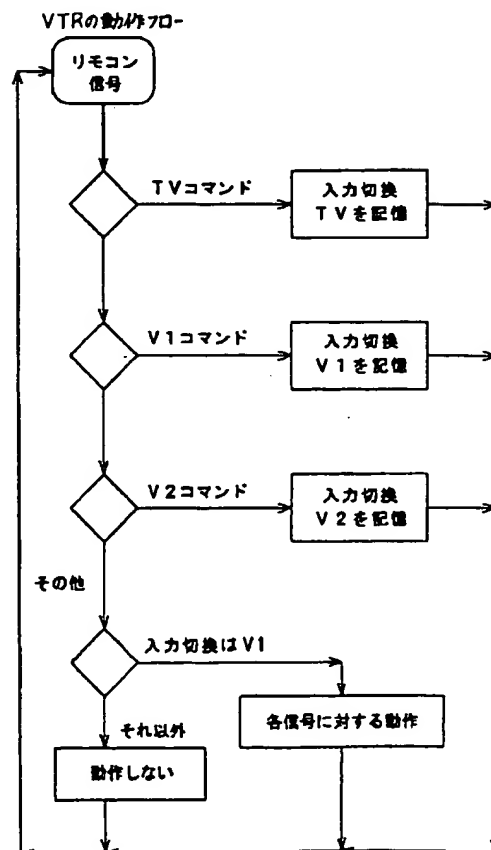 VTRの動作フロー
リモコン
信号
TVコマンド
入力切換
TVを記憶
V1コマンド
入力切換
V1を記憶
V2コマンド
入力切換
V2を記憶
その他
入力切換はV1
各信号に対する動作
それ以外
動作しない